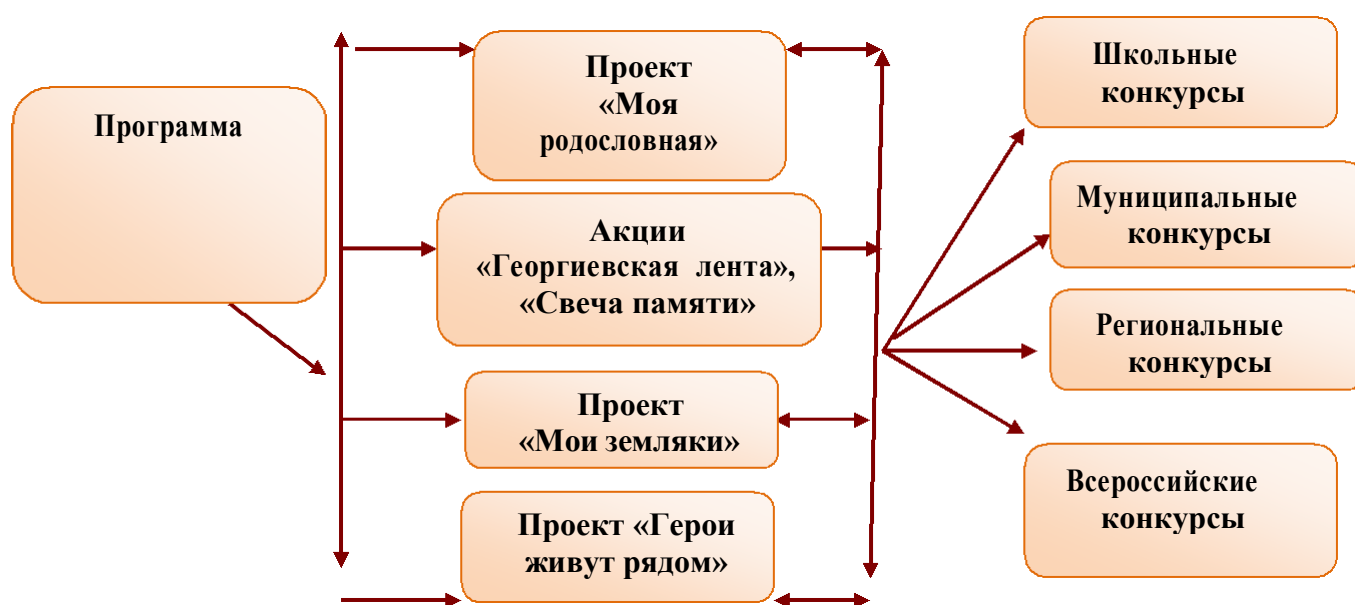 Программа
Проект
«Моя
родословная»
Акции
«Георгиевская лента»,
«Свеча памяти»
Проект
«Мои земляки»
Проект «Герои
живут рядом»
Школьные
конкурсы
Муниципальные
конкурсы
Региональные
конкурсы
Всероссийские
конкурсы